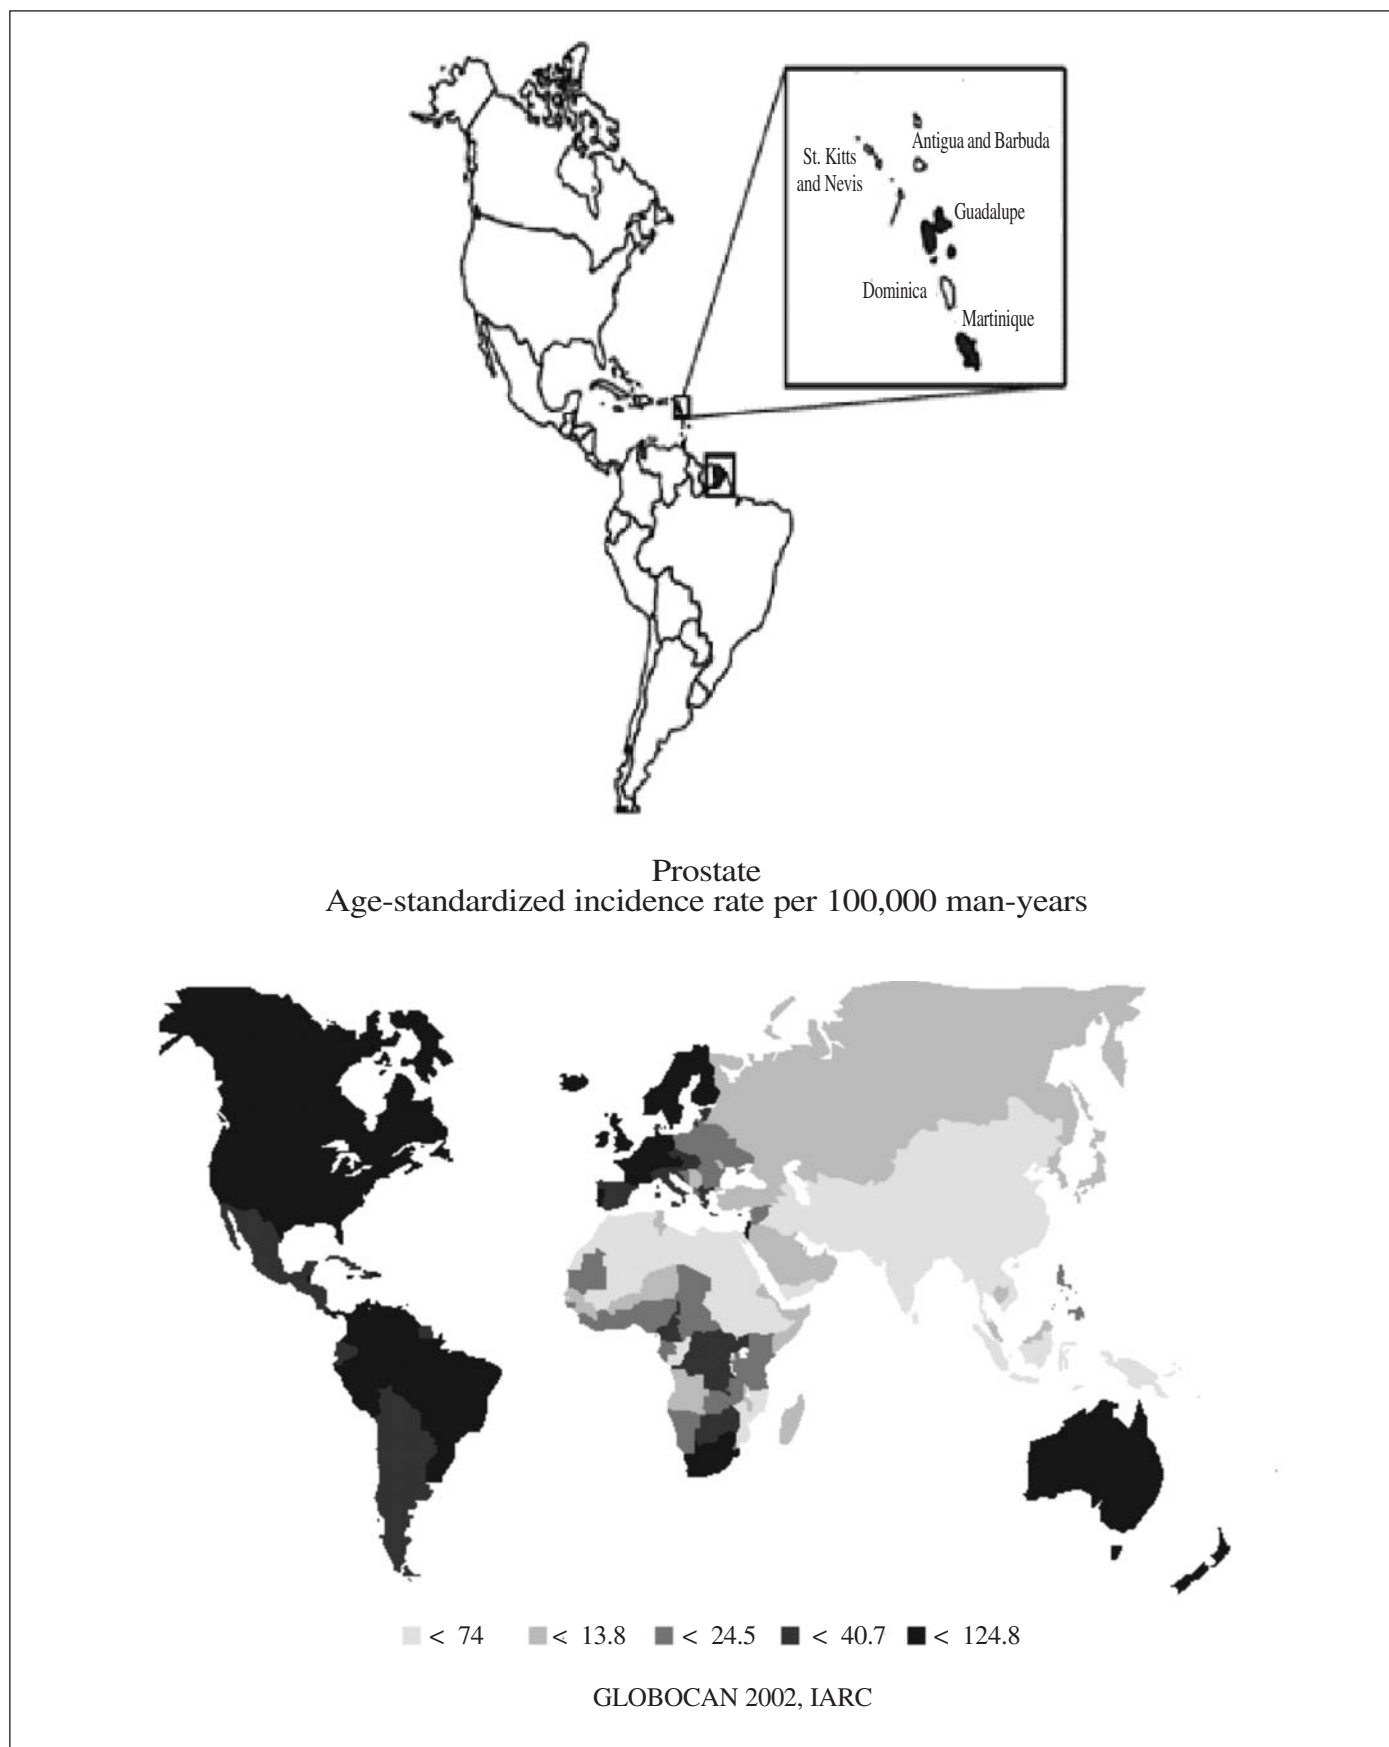 St. Kitts
and Nevis
Antigua and Barbuda
Guadalupe
Dominica
Martinique
Prostate
Age-standardized incidence rate per 100,000 man-years
< 74 < 13.8 < 24.5 < 40.7 < 124.8
GLOBOCAN 2002, IARC